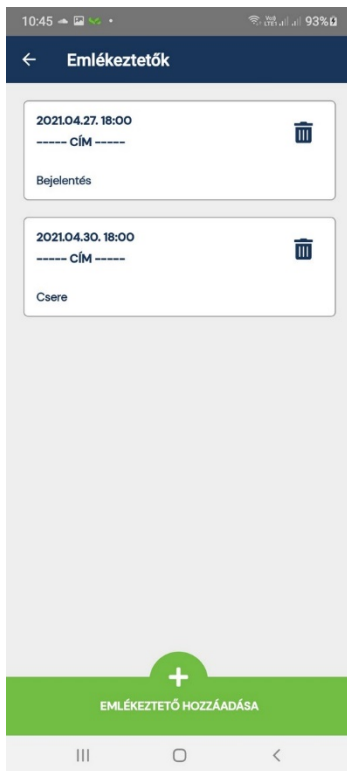 10:45
93%
Emlékeztetők
2021.04.27. 18:00
----- CÍM -----
Bejelentés
2021.04.30. 18:00
----- CÍM -----
Csere
EMLÉKEZTETŐ HOZZÁADÁSA